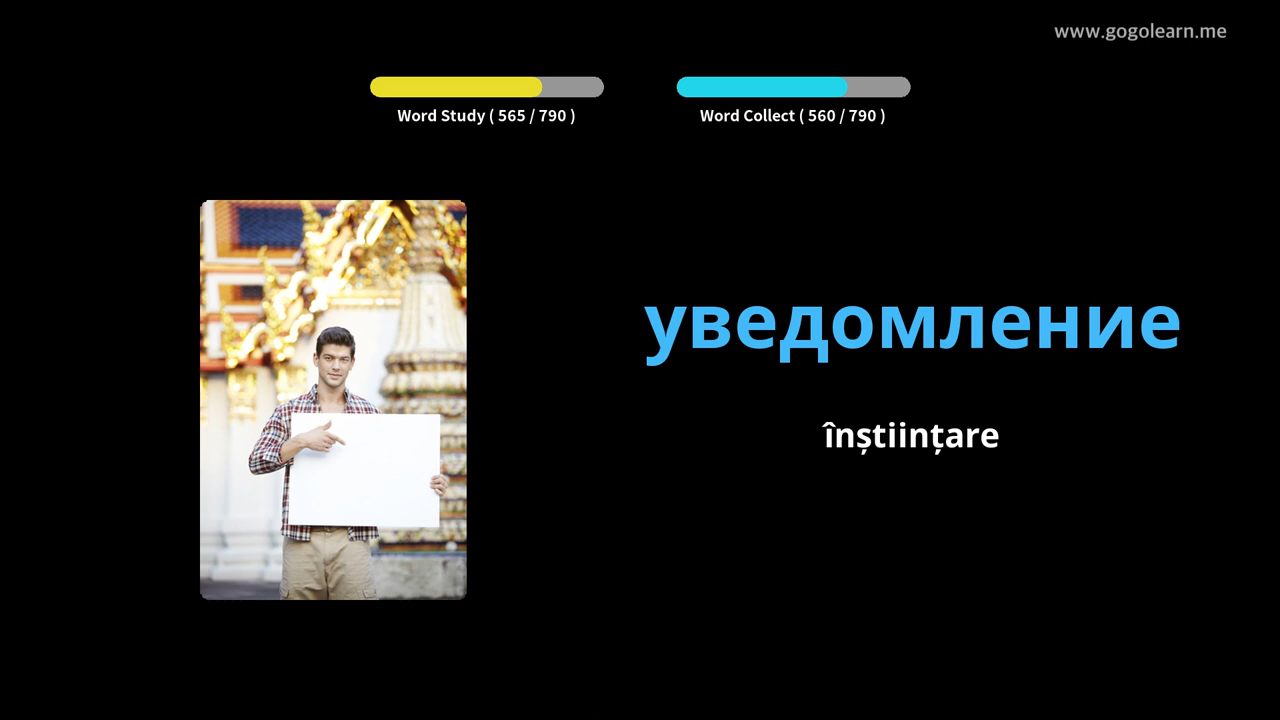 www.gogolearn.me
Word Study ( 565 / 790 )
Word Collect ( 560 / 790 )
уведомление
înștiințare